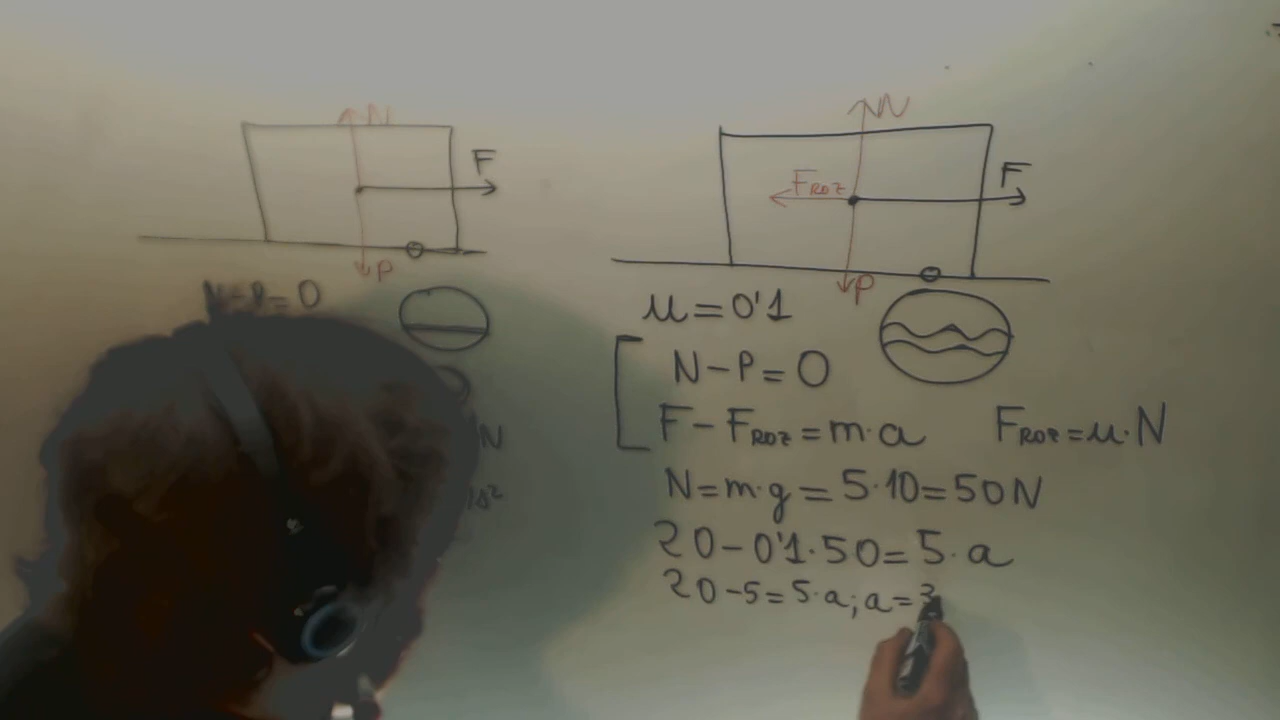 N
F
P
N-P=0
N
/s²
N
F
FROZ
P
μ=0'1
N-P=0
F-FROZ=m·a FROZ=μ·N
N=m·g=5·10=50N
20-0'1·50=5·a
20-5=5·a;a=3